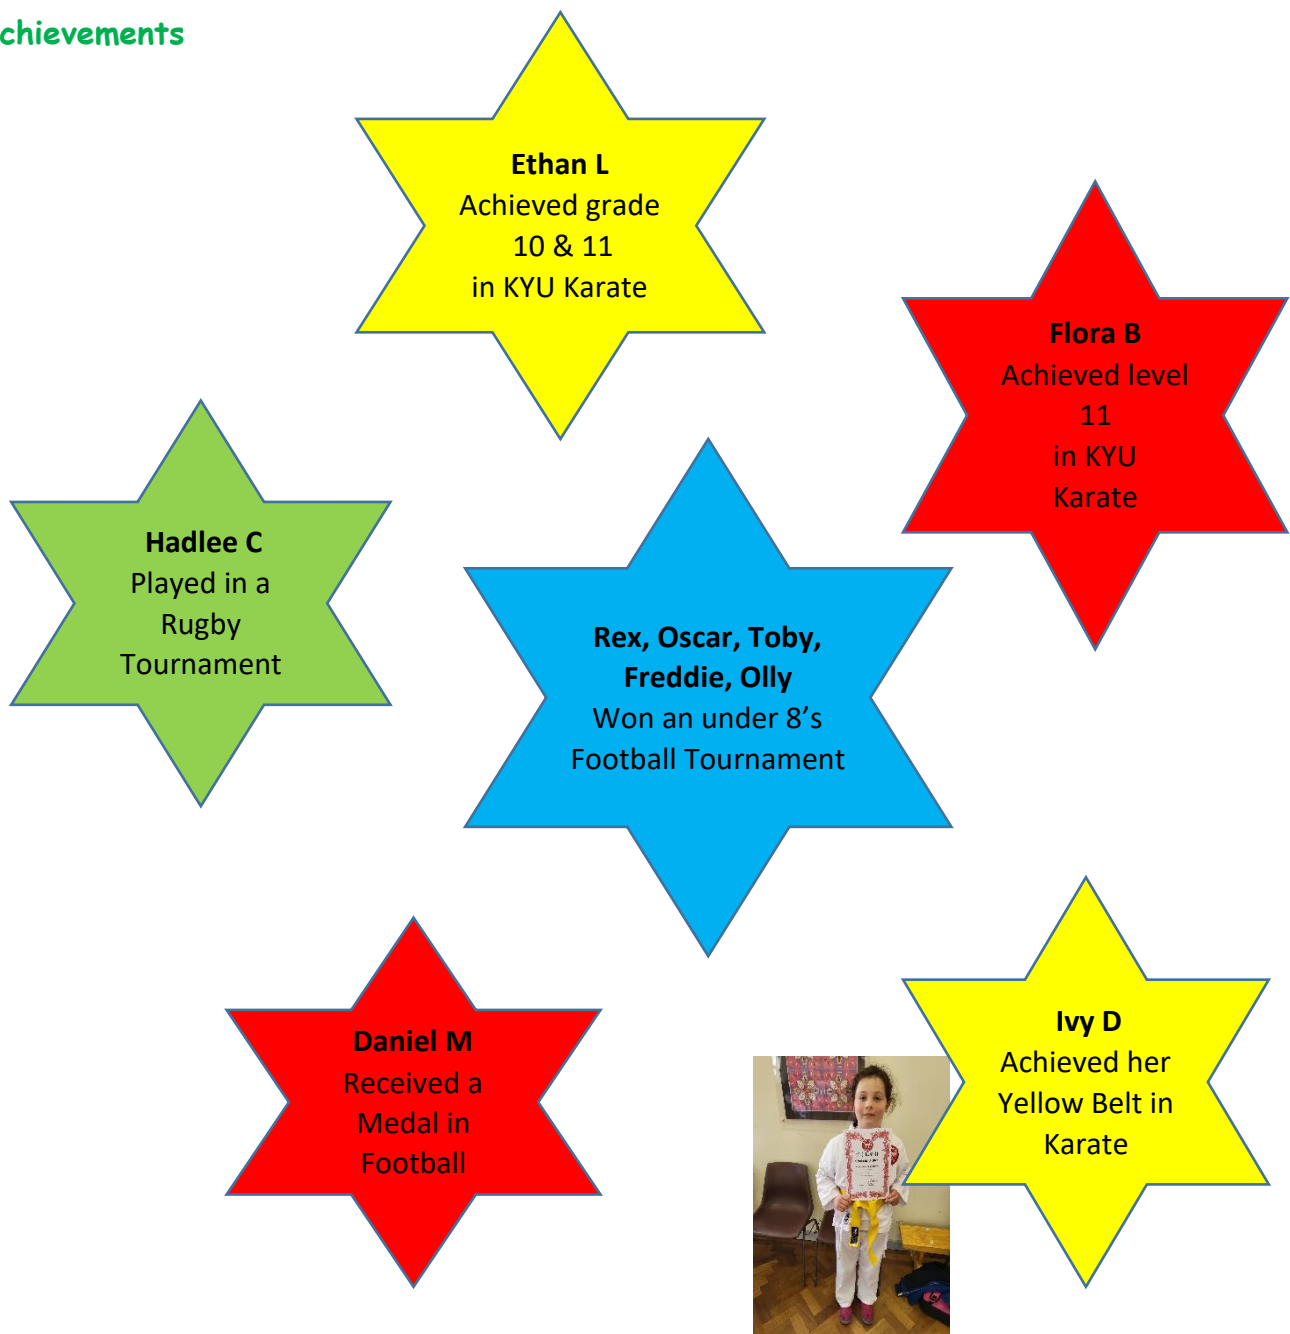 chievements
Ethan L
Achieved grade
10 & 11
in KYU Karate
Flora B
Achieved level
11
in KYU
Karate
Hadlee C
Played in a
Rugby
Tournament
Rex, Oscar, Toby,
Freddie, Olly
Won an under 8’s
Football Tournament
Daniel M
Received a
Medal in
Football
Ivy D
Achieved her
Yellow Belt in
Karate